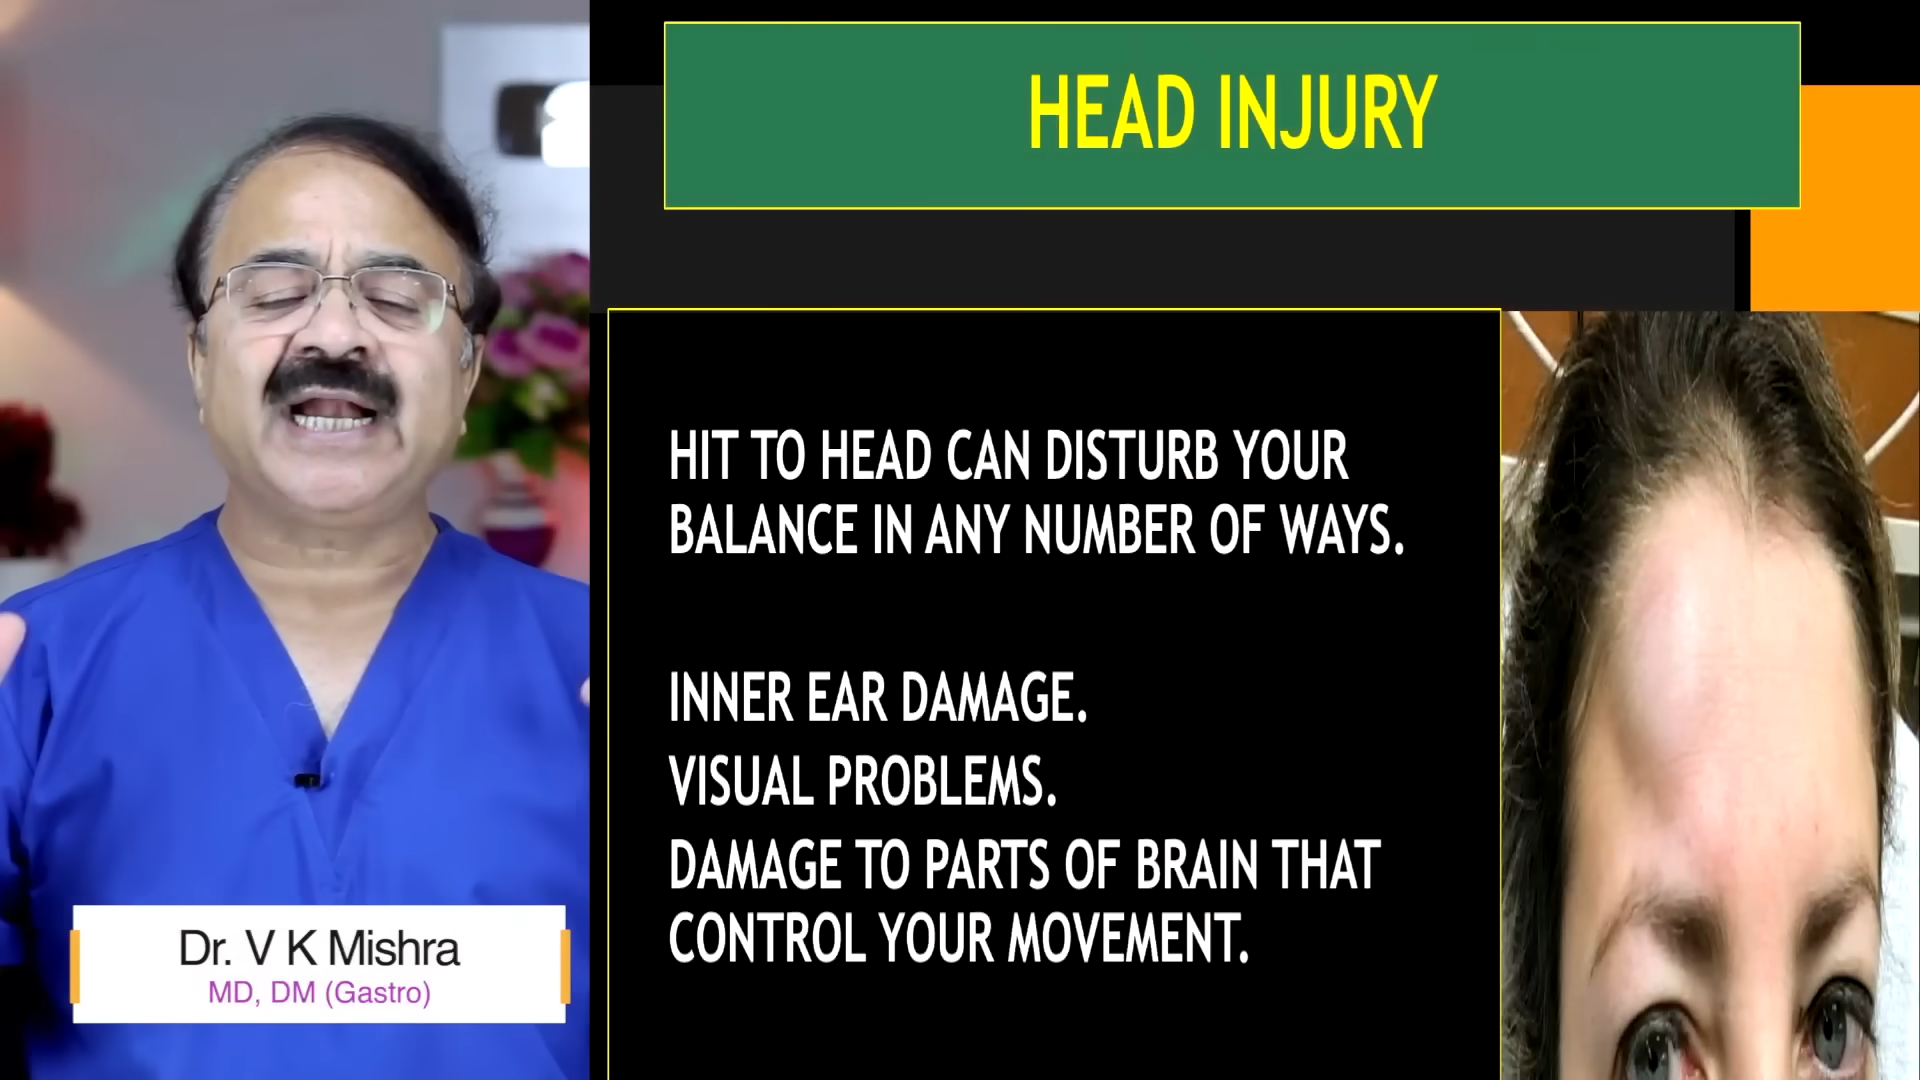 HEAD INJURY
HIT TO HEAD CAN DISTURB YOUR
BALANCE IN ANY NUMBER OF WAYS.
INNER EAR DAMAGE.
VISUAL PROBLEMS.
DAMAGE TO PARTS OF BRAIN THAT
CONTROL YOUR MOVEMENT.
Dr. V K Mishra
MD, DM (Gastro)